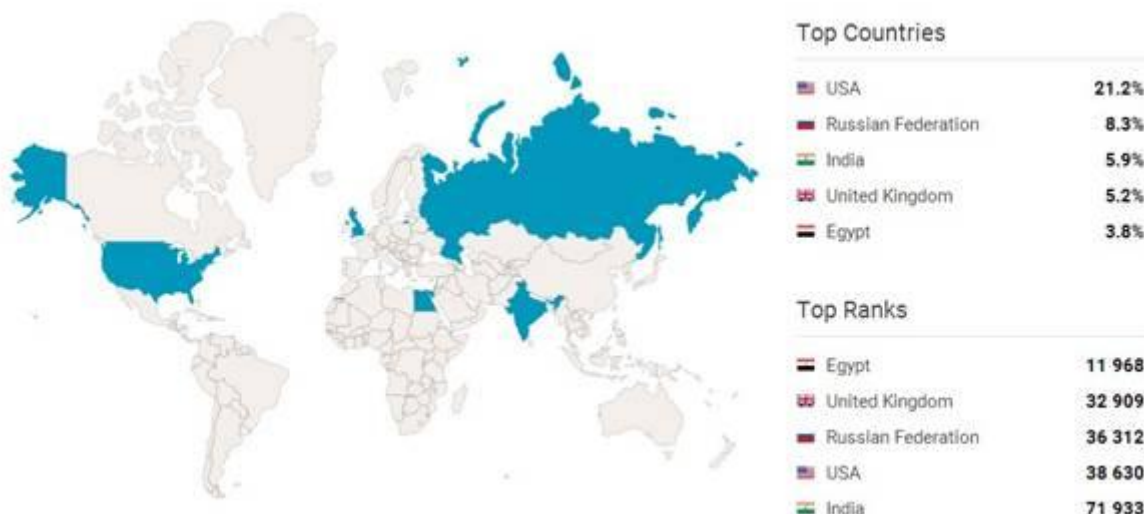 Top Countries
USA 21.2%
Russian Federation 8.3%
India 5.9%
United Kingdom 5.2%
Egypt 3.8%
Top Ranks
Egypt 11 968
United Kingdom 32 909
Russian Federation 36 312
USA 38 630
India 71 933